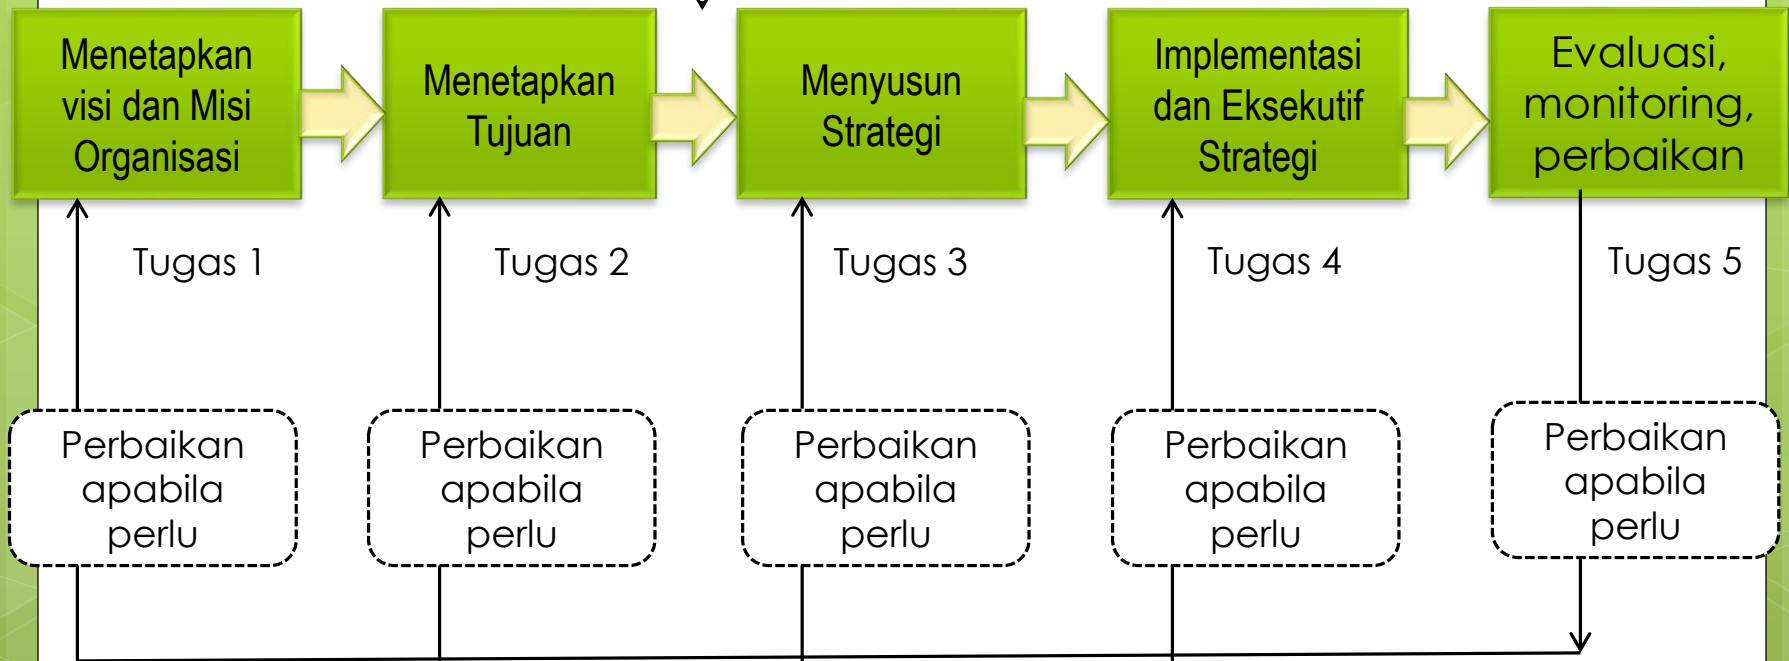 Menetapkan
visi dan Misi
Organisasi
Menetapkan
Tujuan
Menyusun
Strategi
Implementasi
dan Eksekutif
Strategi
Evaluasi,
monitoring,
perbaikan
Tugas 1
Tugas 2
Tugas 3
Tugas 4
Tugas 5
Perbaikan
apabila
perlu
Perbaikan
apabila
perlu
Perbaikan
apabila
perlu
Perbaikan
apabila
perlu
Perbaikan
apabila
perlu